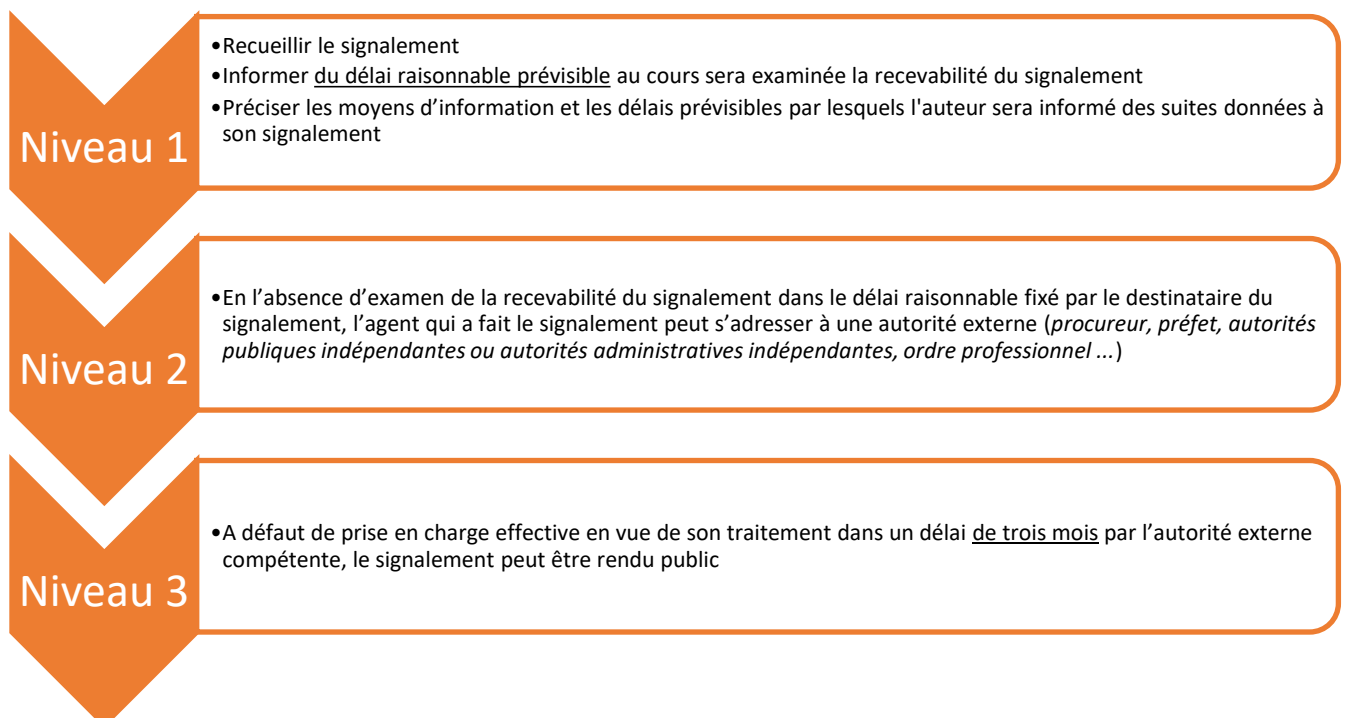 Niveau 1
•Recueillir le signalement
•Informer du délai raisonnable prévisible au cours sera examinée la recevabilité du signalement
•Préciser les moyens d’information et les délais prévisibles par lesquels l'auteur sera informé des suites données à
son signalement
Niveau 2
•En l’absence d’examen de la recevabilité du signalement dans le délai raisonnable fixé par le destinataire du
signalement, l’agent qui a fait le signalement peut s’adresser à une autorité externe (procureur, préfet, autorités
publiques indépendantes ou autorités administratives indépendantes, ordre professionnel ...)
Niveau 3
•A défaut de prise en charge effective en vue de son traitement dans un délai de trois mois par l’autorité externe
compétente, le signalement peut être rendu public